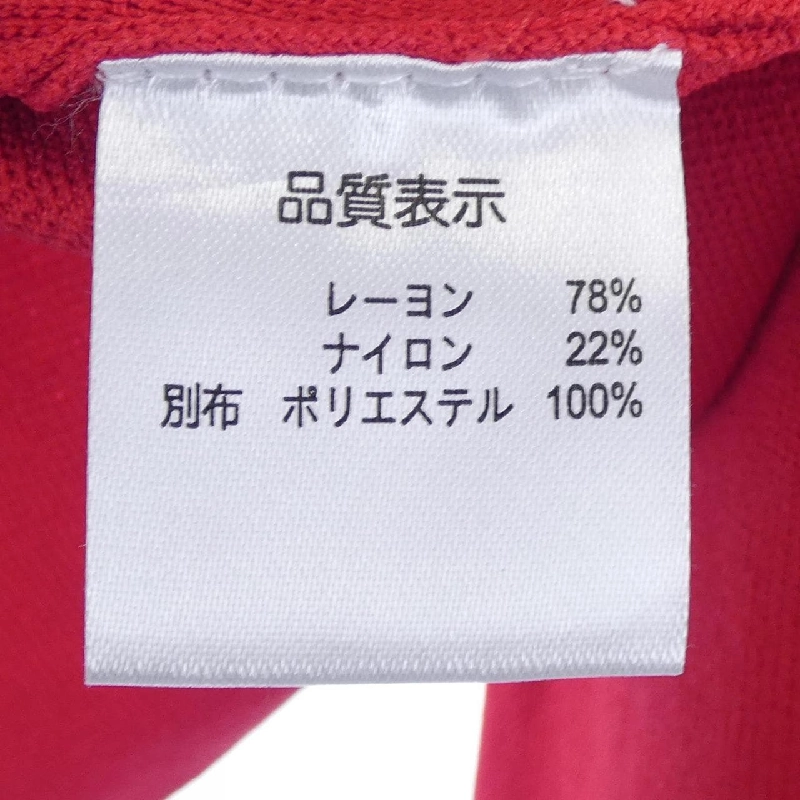 品質表示
レーヨン 78%
ナイロン 22%
別布 ポリエステル 100%